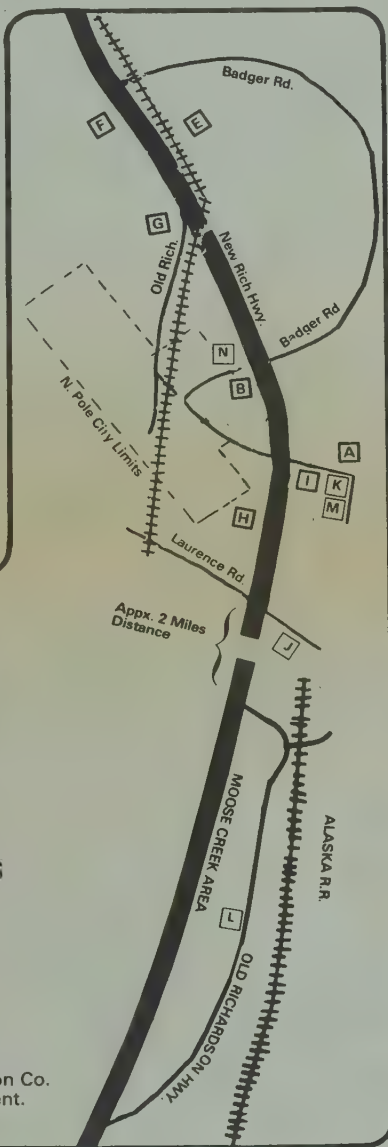 Badger Rd.
F
E
G
Old Rich.
New Rich Hwy.
Badger Rd
N
B
N. Pole City Limits
A
I
K
M
H
Laurence Rd.
Appx. 2 Miles
Distance
J
MOOSE CREEK AREA
ALASKA R.R.
L
OLD RICHARDSON HWY.
S
on Co.
ent.